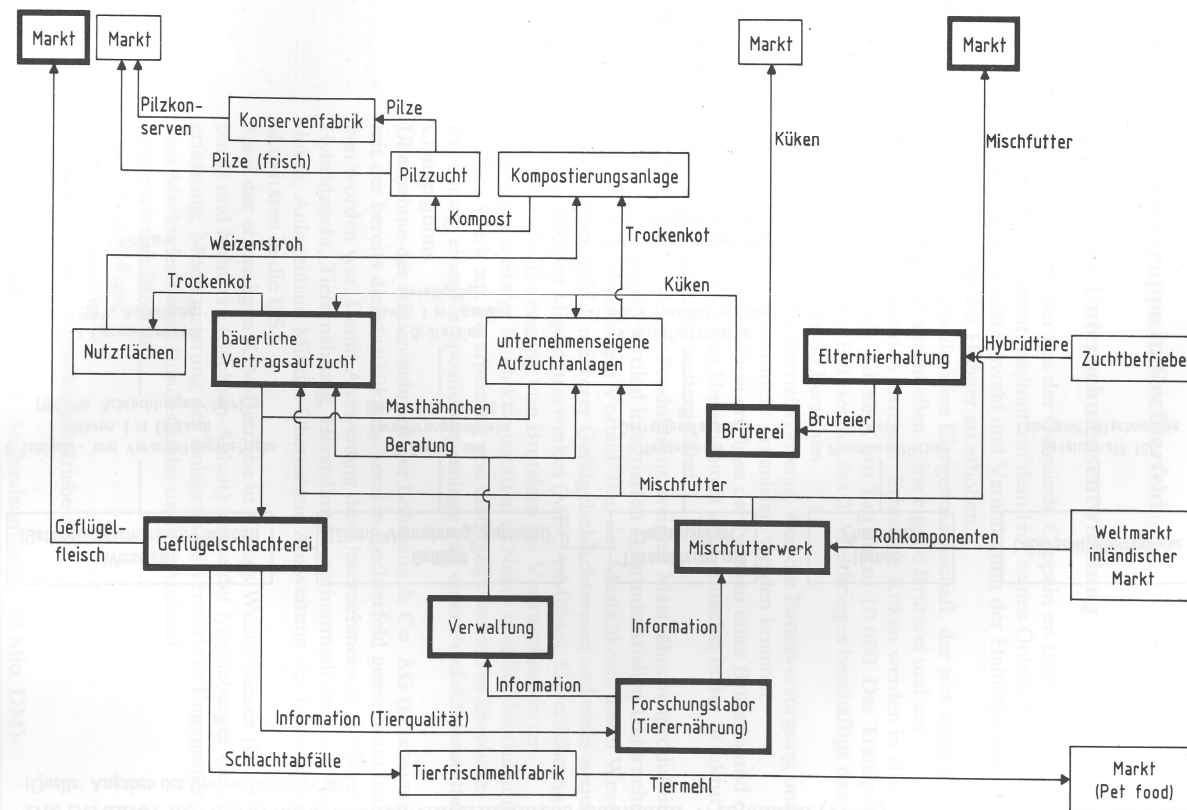 Markt
Markt
Markt
Markt
Pilzkon-
serven
Pilze
Konservenfabrik
Küken
Mischfutter
Pilze (frisch)
Pilzzucht
Kompostierungsanlage
Kompost
Trockenkot
Weizenstroh
Trockenkot
Küken
Nutzflächen
bäuerliche
Vertragsaufzucht
unternehmenseigene
Aufzuchtanlagen
Elterntierhaltung
Hybridtiere
Zuchtbetriebe
Masthähnchen
Brüterei
Bruteier
Beratung
Mischfutter
Geflügel-
fleisch
Geflügelschlachterei
Mischfutterwerk
Rohkomponenten
Weltmarkt
inländischer
Markt
Verwaltung
Information
Information
Forschungslabor
(Tierernährung)
Information (Tierqualität)
Schlachtabfälle
Tierfrischmehlfabrik
Tiermehl
Markt
(Pet food)